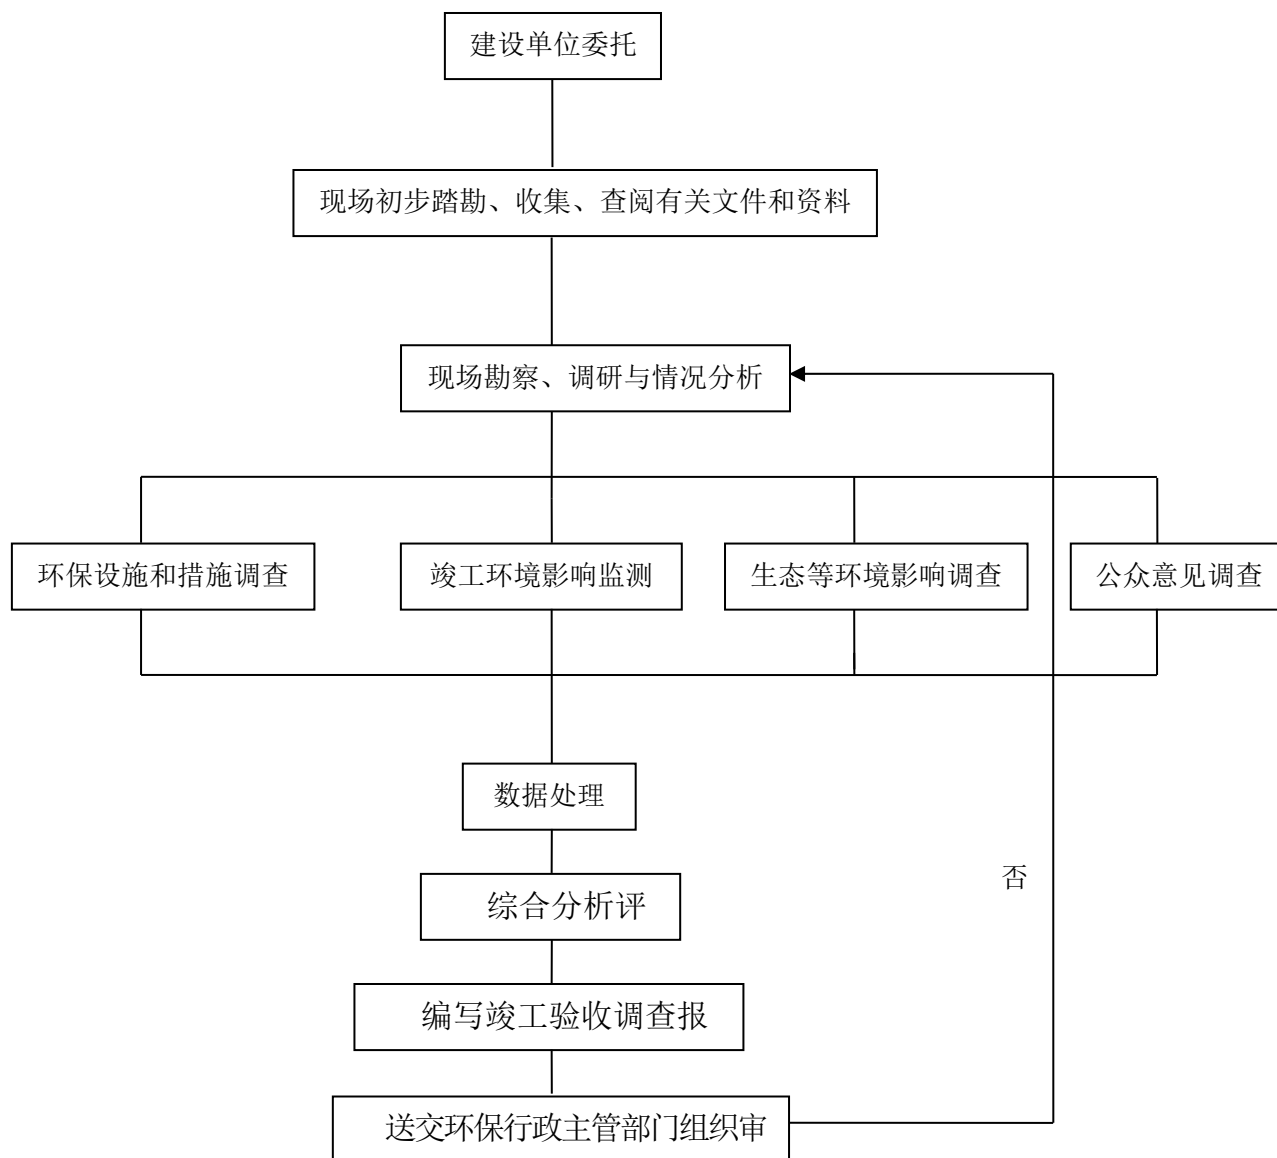 建设单位委托
现场初步踏勘、收集、查阅有关文件和资料
现场勘察、调研与情况分析
环保设施和措施调查
竣工环境影响监测
生态等环境影响调查
公众意见调查
数据处理
否
综合分析评
编写竣工验收调查报
送交环保行政主管部门组织审